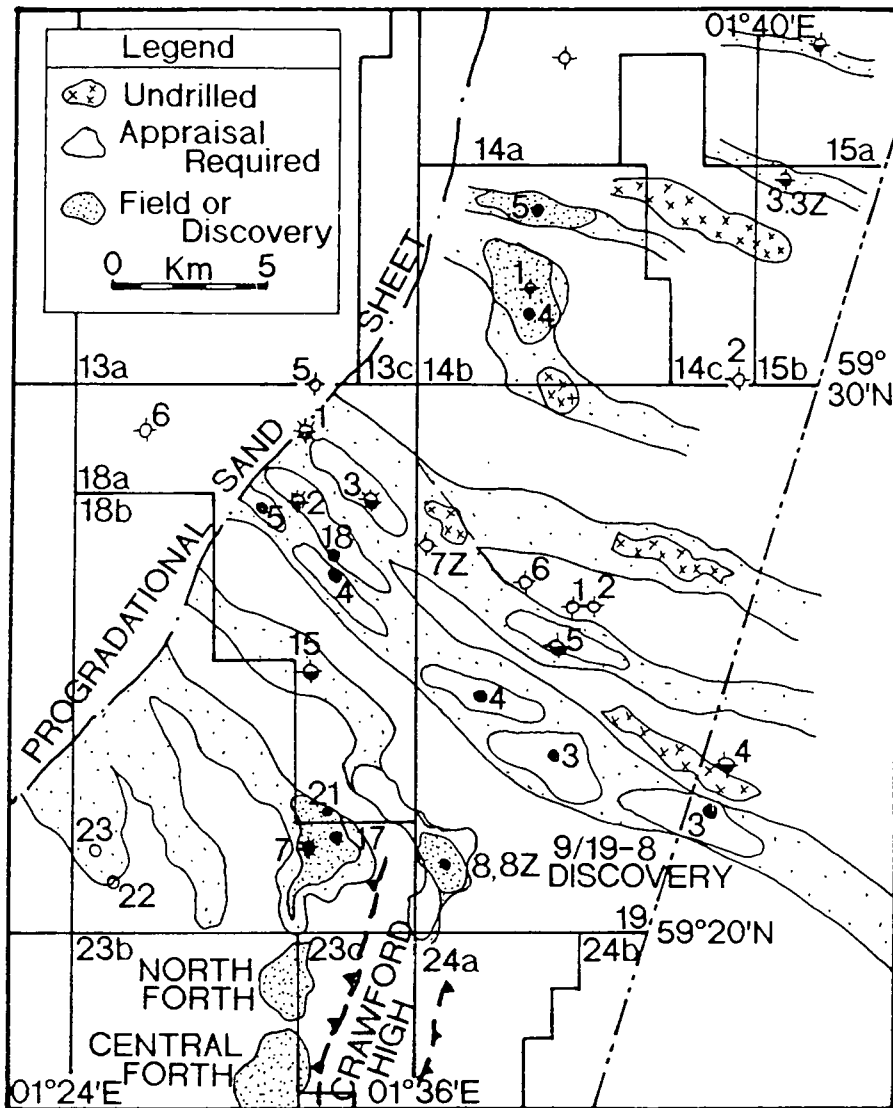 01°40'E
Legend
Undrilled
Appraisal
Required
Field or
Discovery
0 Km 5
14a
15a
3.3Z
5
1
4
SHEET
2
13a
5
13c
14b
14c
15b
59°
30'N
6
1
SAND
18a
18b
5
2
3
18
4
7Z
6
1
2
5
PROGRADATIONAL
15
4
3
4
3
21
17
7
23
22
8,8Z
9/19-8
DISCOVERY
19
59°20'N
23b
23c
24a
24b
NORTH
FORTH
CENTRAL
FORTH
CRAWFORD
HIGH
01°24'E
01°36'E